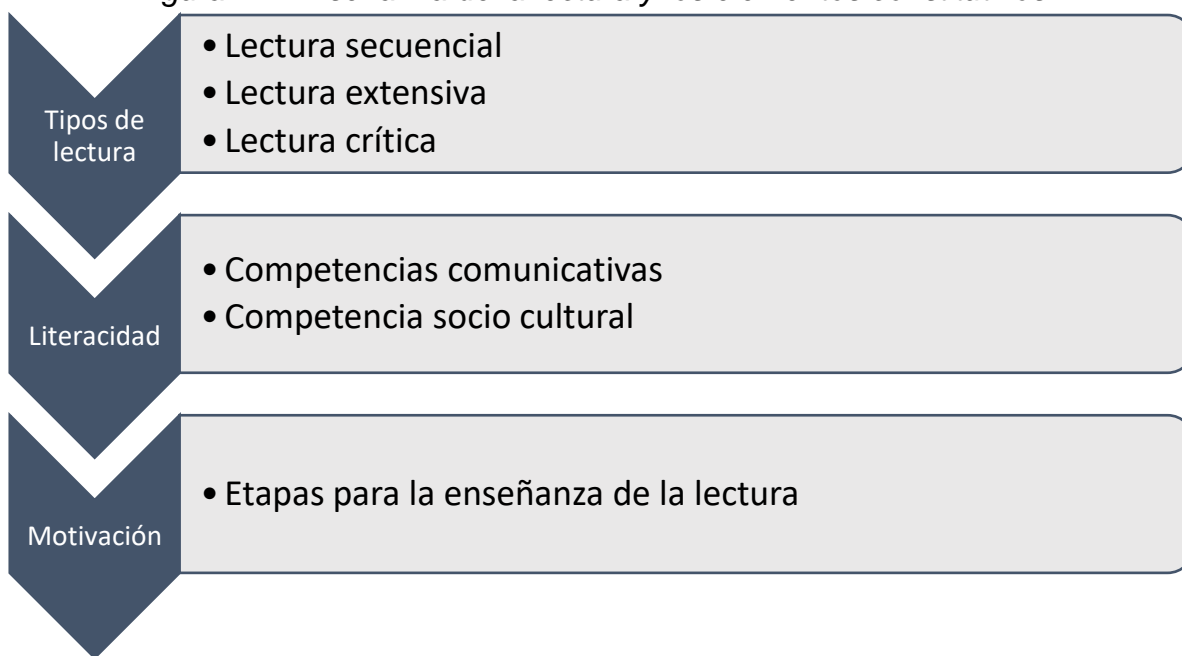 Tipos de
lectura
• Lectura secuencial
• Lectura extensiva
• Lectura crítica
Literacidad
• Competencias comunicativas
• Competencia socio cultural
Motivación
• Etapas para la enseñanza de la lectura